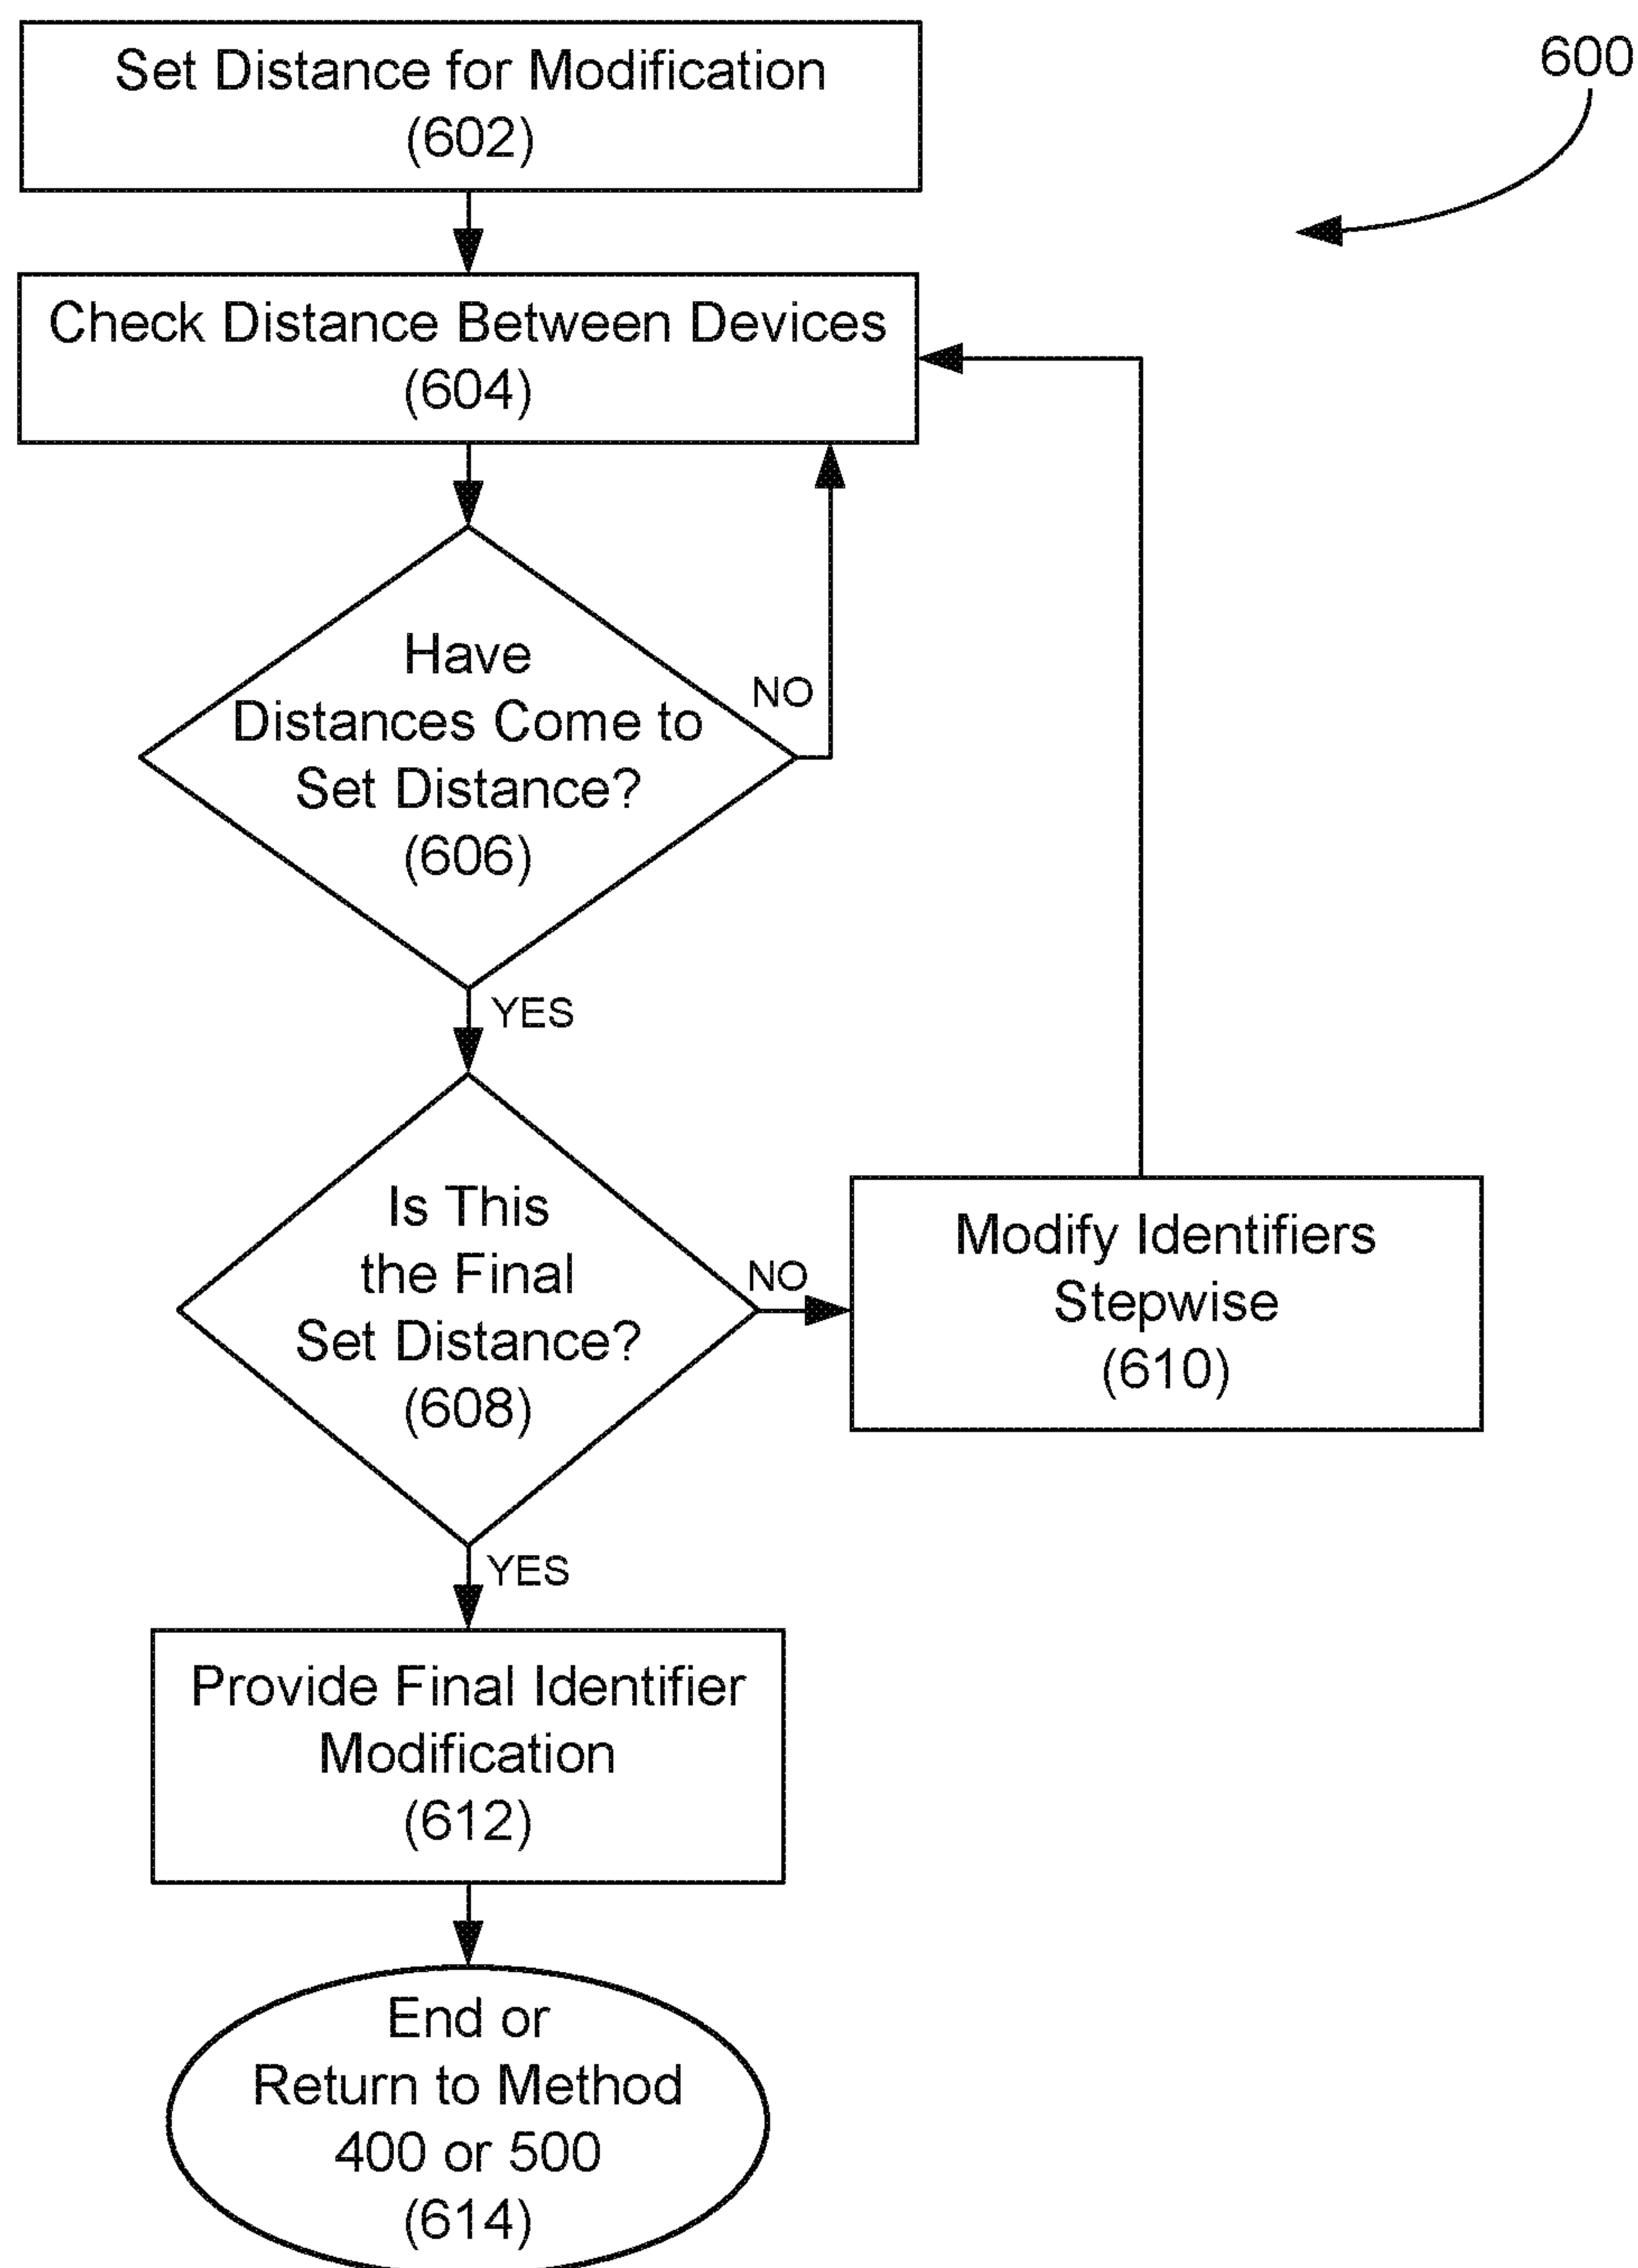 600
Set Distance for Modification
(602)
Check Distance Between Devices
(604)
Have
Distances Come to
Set Distance?
(606)
NO
YES
Is This
the Final
Set Distance?
(608)
NO
Modify Identifiers
Stepwise
(610)
YES
Provide Final Identifier
Modification
(612)
End or
Return to Method
400 or 500
(614)